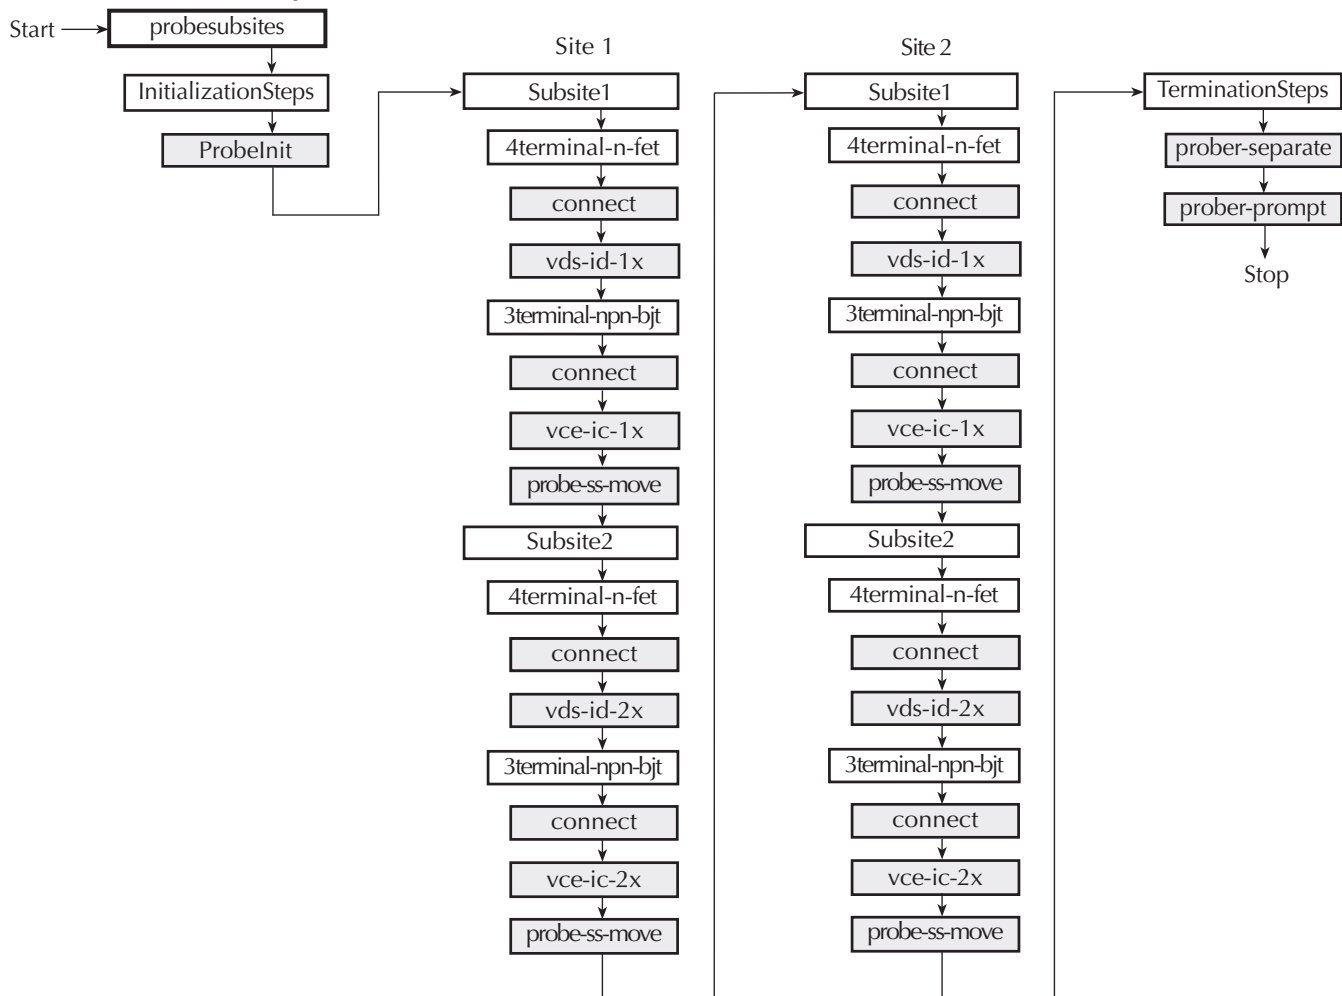 Start
probesubsites
InitializationSteps
ProbeInit
Site 1
Subsite1
4terminal-n-fet
connect
vds-id-1x
3terminal-npn-bjt
connect
vce-ic-1x
probe-ss-move
Subsite2
4terminal-n-fet
connect
vds-id-2x
3terminal-npn-bjt
connect
vce-ic-2x
probe-ss-move
Site 2
Subsite1
4terminal-n-fet
connect
vds-id-1x
3terminal-npn-bjt
connect
vce-ic-1x
probe-ss-move
Subsite2
4terminal-n-fet
connect
vds-id-2x
3terminal-npn-bjt
connect
vce-ic-2x
probe-ss-move
TerminationSteps
prober-separate
prober-prompt
Stop